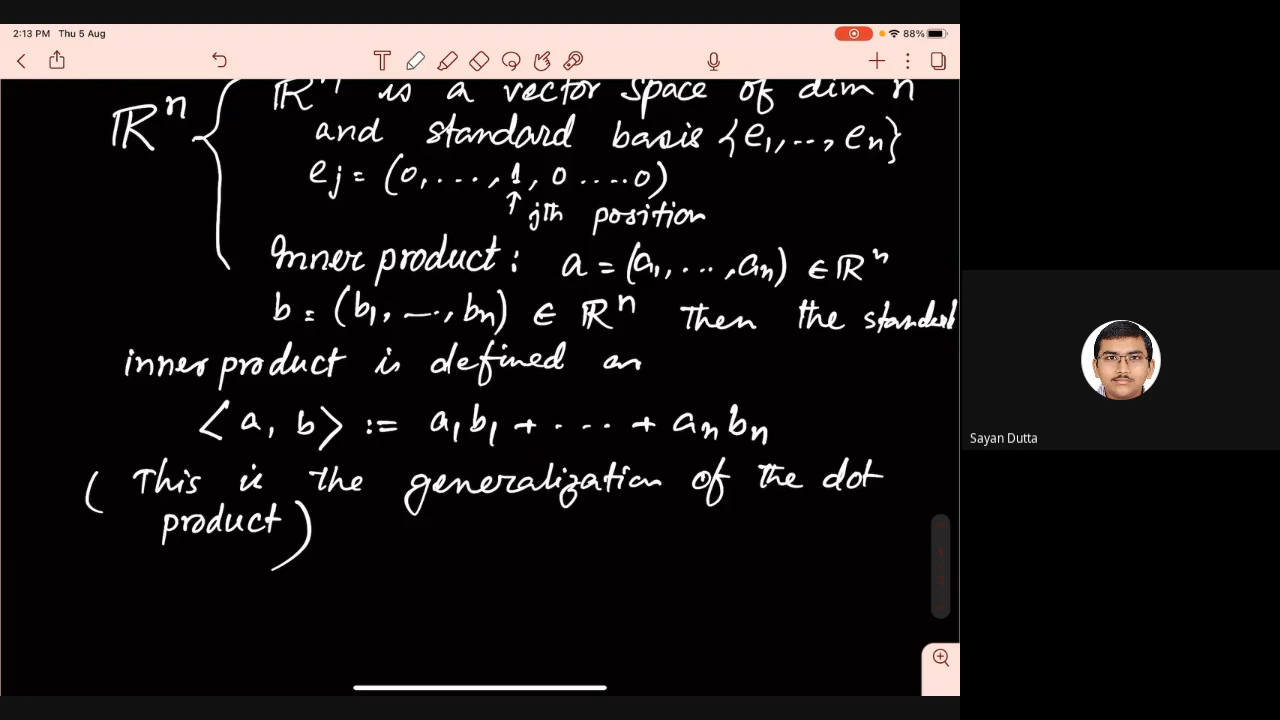 2:13 PM Thu 5 Aug
88%
T
ℝⁿ { ℝⁿ is a vector space of dim n
and standard basis {e₁, ..., eₙ}
eⱼ = (0, ...., 1, 0 ....0)
↑ jth position
Inner product : a = (a₁, ..., aₙ) ∈ ℝⁿ
b = (b₁, —., bₙ) ∈ ℝⁿ Then the standard
inner product is defined as
⟨a, b⟩ := a₁b₁ + ... + aₙbₙ
( This is the generalization of the dot
product )
Sayan Dutta